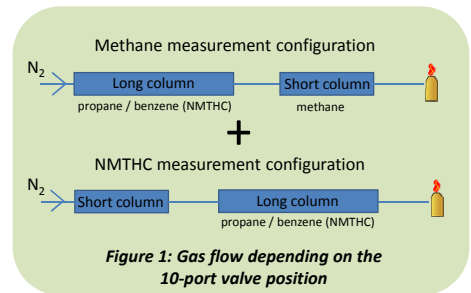 Methane measurement configuration
N₂
Long column
Short column
propane / benzene (NMTHC)
methane
+
NMTHC measurement configuration
N₂
Short column
Long column
propane / benzene (NMTHC)
Figure 1: Gas flow depending on the
10-port valve position